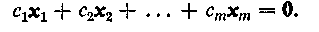 c₁x₁ + c₂x₂ + . . . + cₘxₘ = 0.